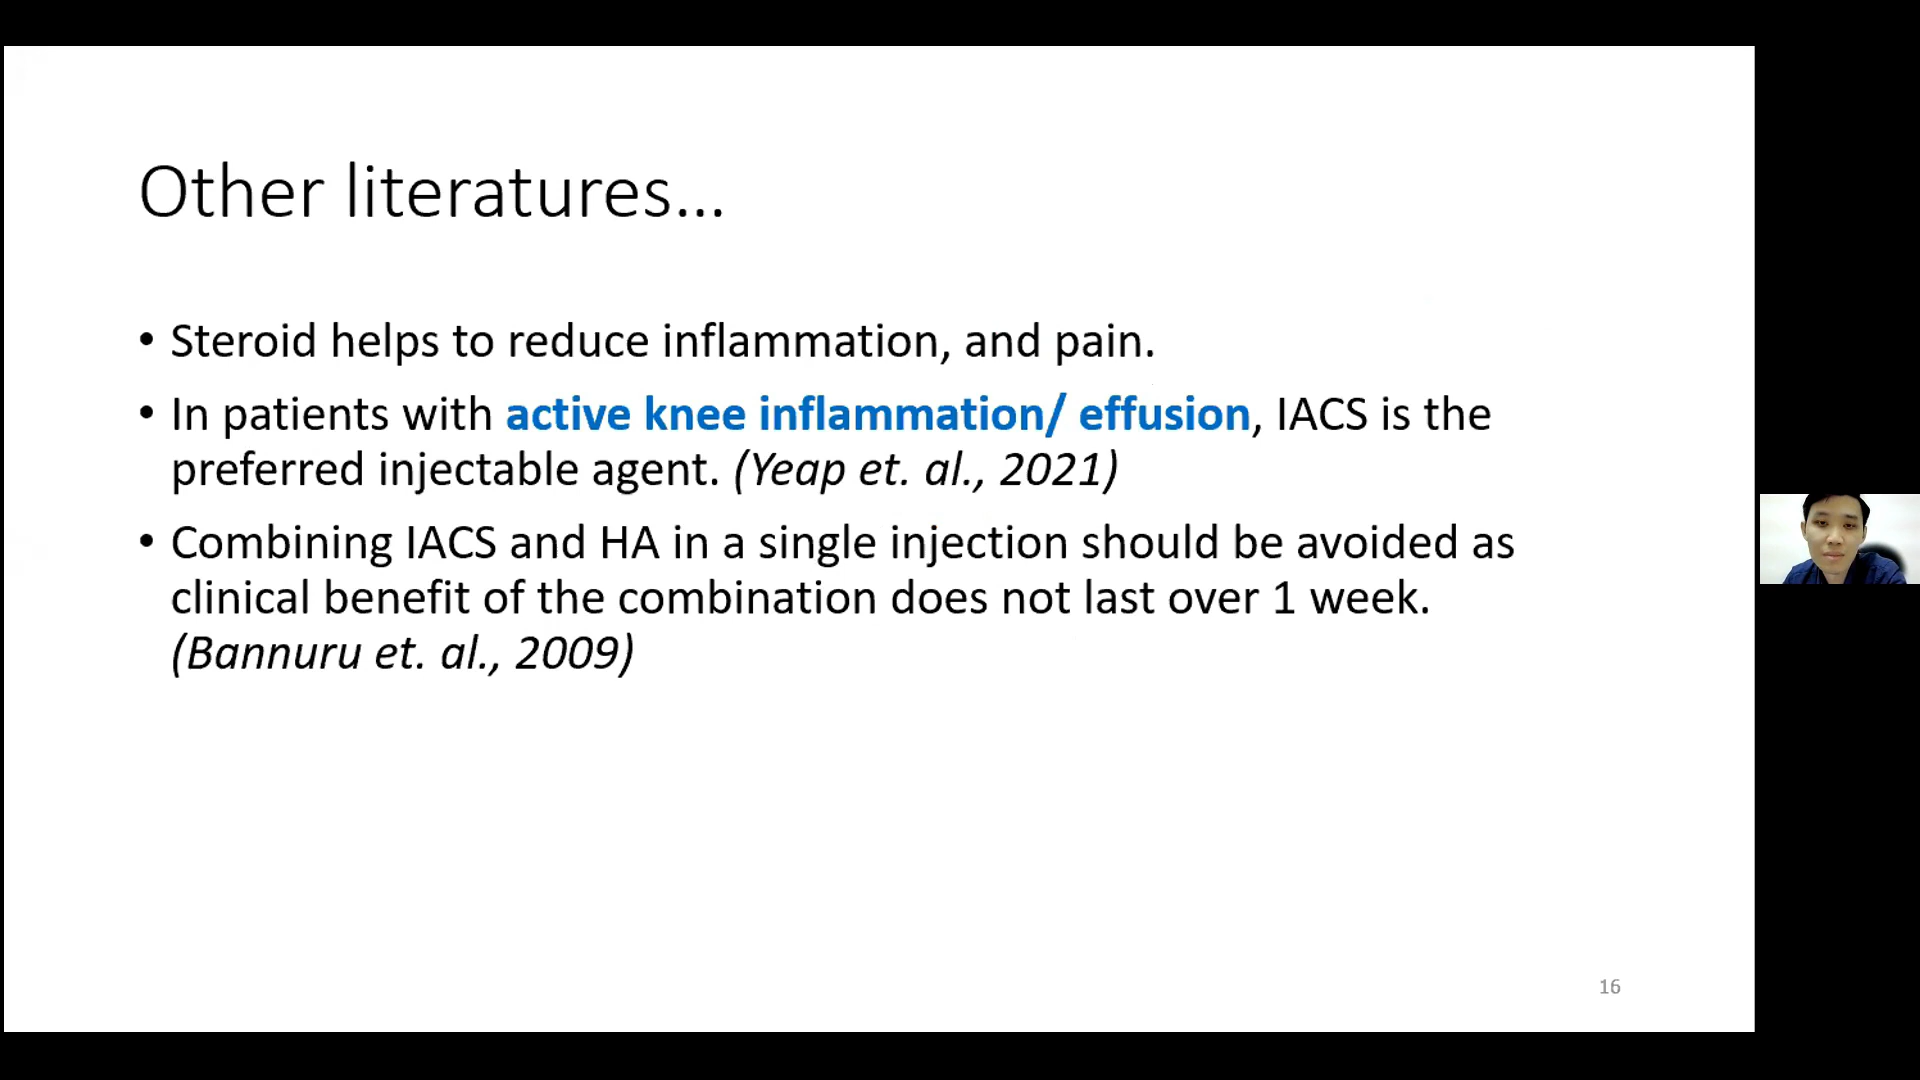 Other literatures...
• Steroid helps to reduce inflammation, and pain.
• In patients with active knee inflammation/ effusion, IACS is the
preferred injectable agent. (Yeap et. al., 2021)
• Combining IACS and HA in a single injection should be avoided as
clinical benefit of the combination does not last over 1 week.
(Bannuru et. al., 2009)
16